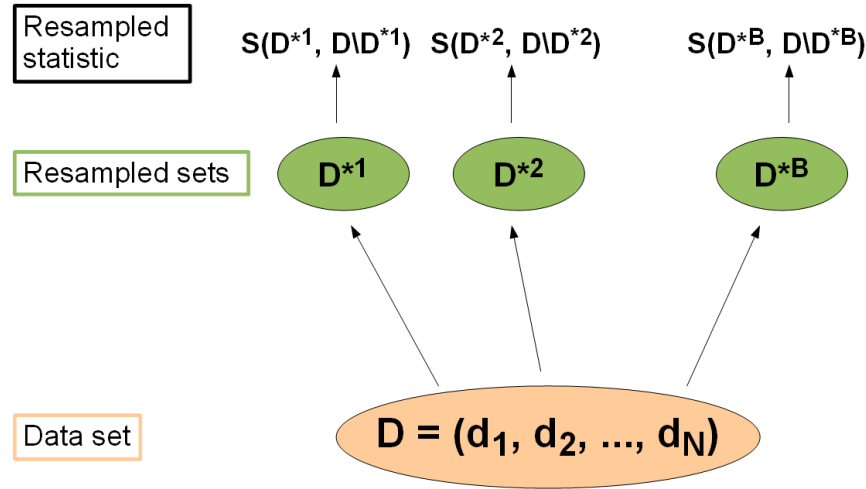 Resampled
statistic
S(D*1, D\D*1) S(D*2, D\D*2) S(D*B, D\D*B)
Resampled sets
D*1 D*2 D*B
Data set
D = (d1, d2, ..., dN)